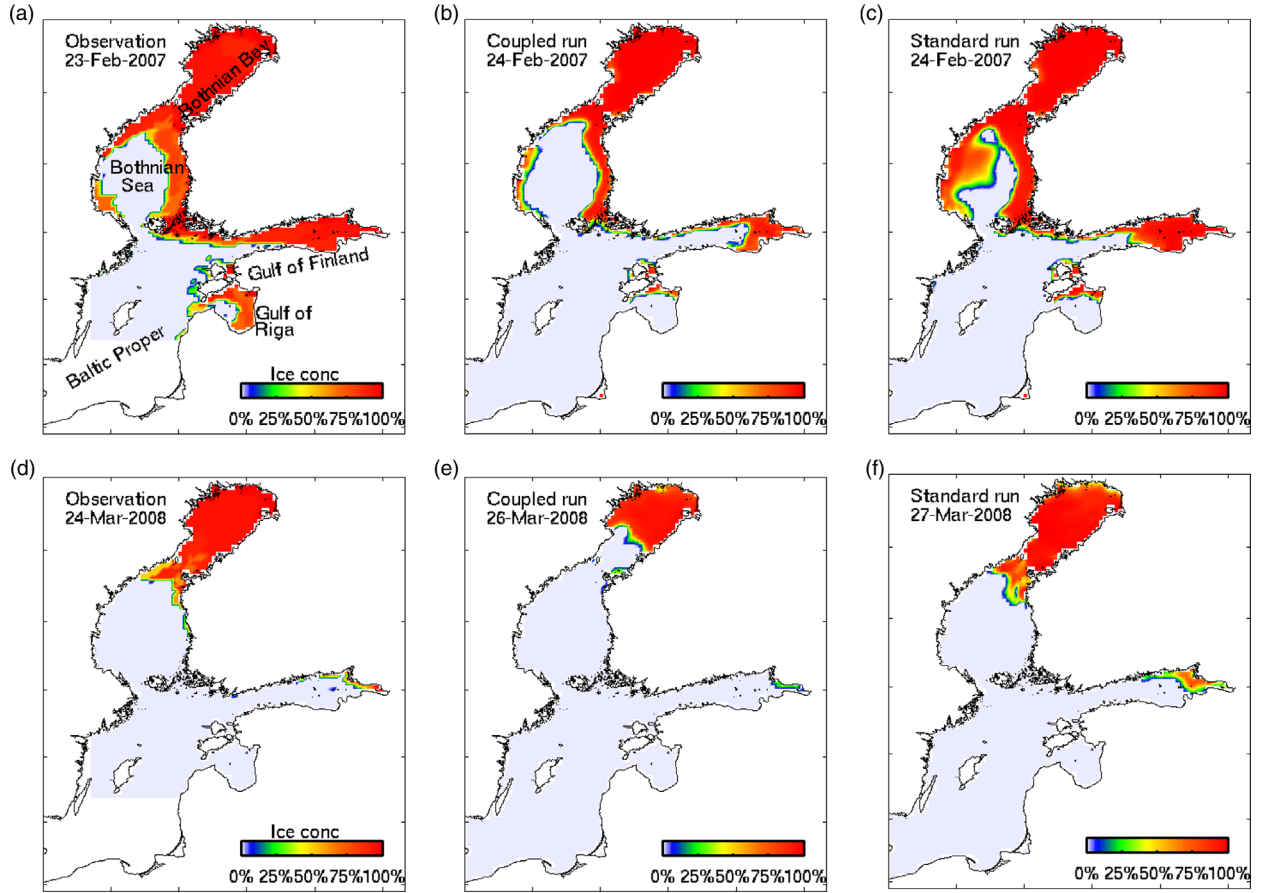 (a)
Observation
23-Feb-2007
Bothnian Bay
Bothnian
Sea
Gulf of Finland
Gulf of
Riga
Baltic Proper
Ice conc
0% 25%50%75%100%
(b)
Coupled run
24-Feb-2007
0% 25%50%75%100%
(c)
Standard run
24-Feb-2007
0% 25%50%75%100%
(d)
Observation
24-Mar-2008
Ice conc
0% 25%50%75%100%
(e)
Coupled run
26-Mar-2008
0% 25%50%75%100%
(f)
Standard run
27-Mar-2008
0% 25%50%75%100%